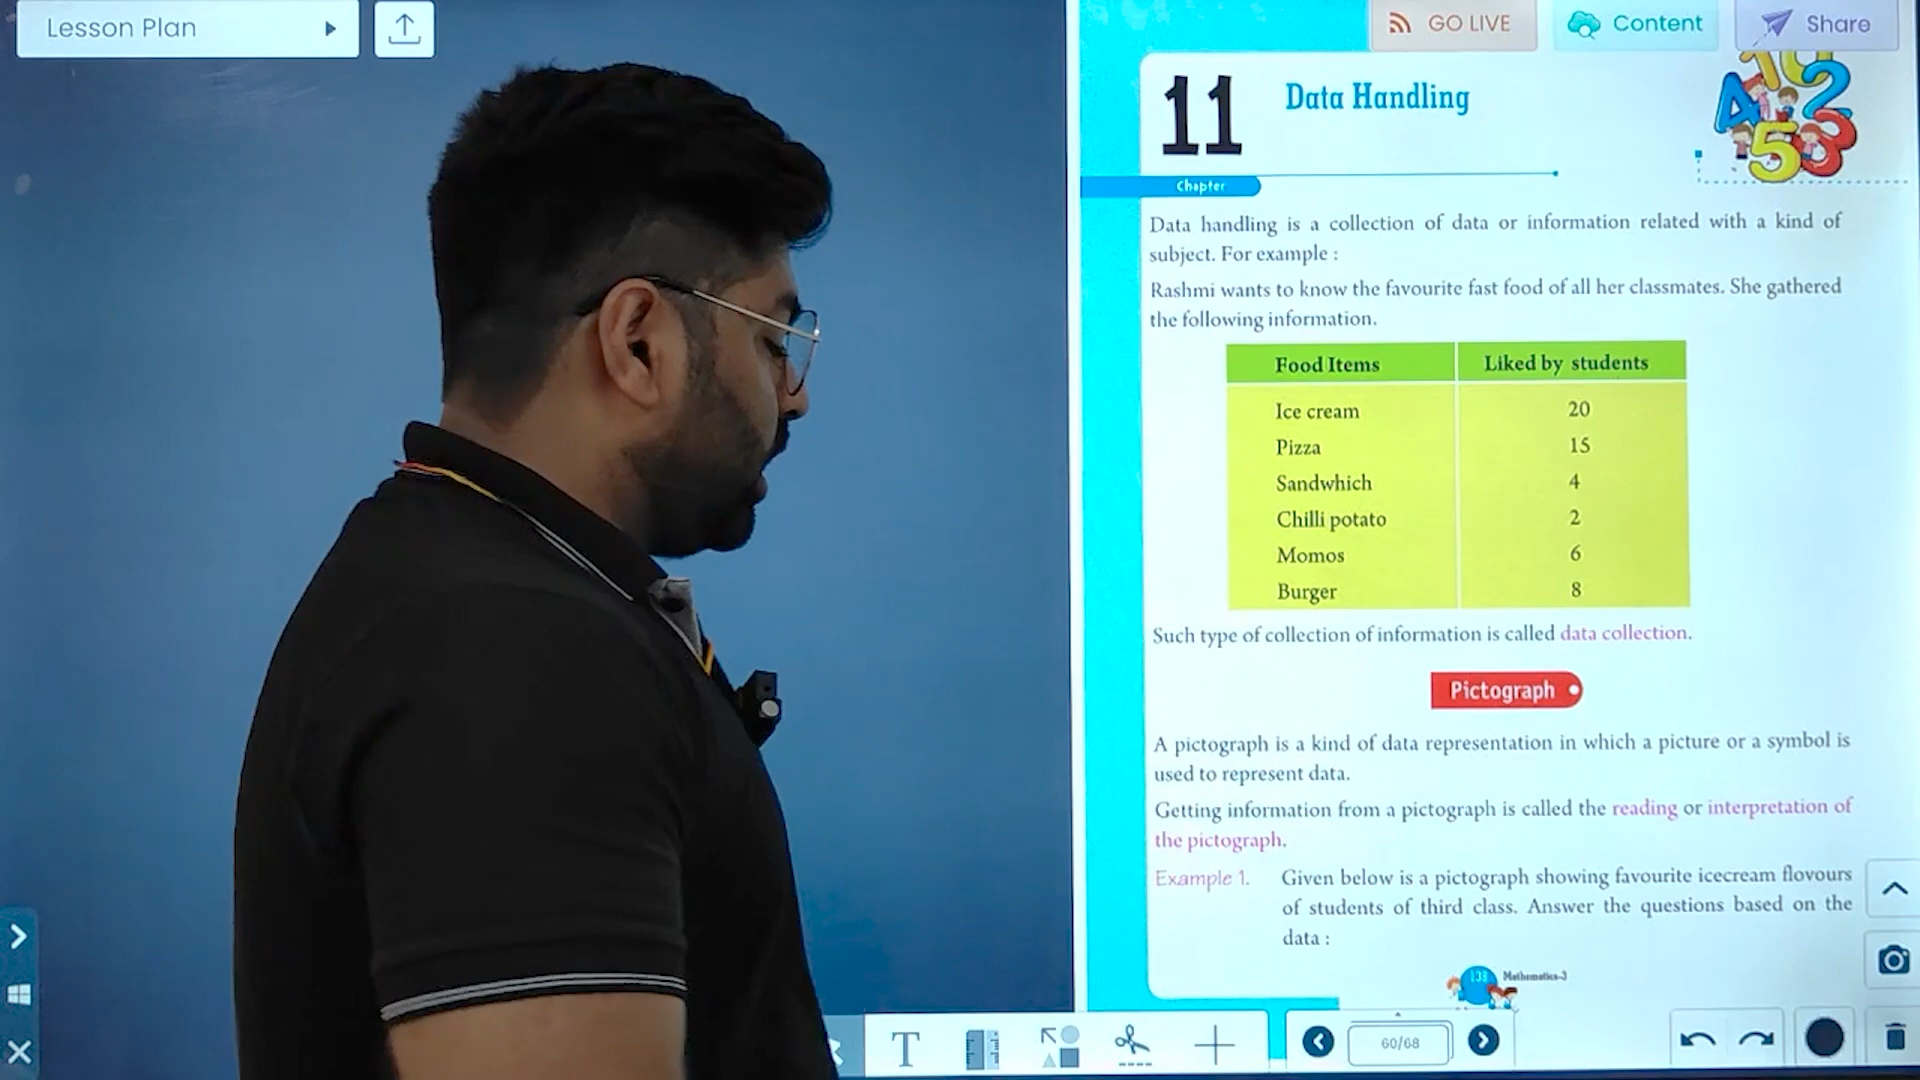 Lesson Plan
GO LIVE
Content
Share
11
Data Handling
Chapter
Data handling is a collection of data or information related with a kind of
subject. For example :
Rashmi wants to know the favourite fast food of all her classmates. She gathered
the following information.
Food Items Liked by students
Ice cream 20
Pizza 15
Sandwhich 4
Chilli potato 2
Momos 6
Burger 8
Such type of collection of information is called data collection.
Pictograph
A pictograph is a kind of data representation in which a picture or a symbol is
used to represent data.
Getting information from a pictograph is called the reading or interpretation of
the pictograph.
Example 1. Given below is a pictograph showing favourite icecream flovours
of students of third class. Answer the questions based on the
data :
Mathematics-3
T
60/68